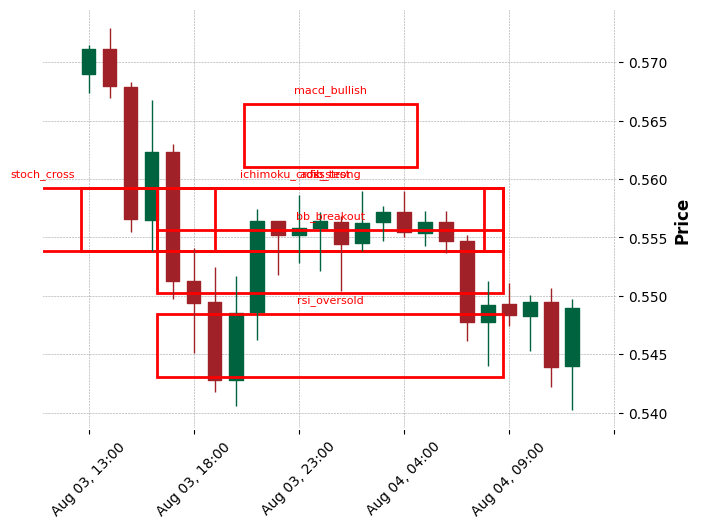 0.570
macd_bullish
0.565
stoch_cross
0.560
bb_breakout
0.555
Price
0.550
rsi_oversold
0.545
0.540
Aug 03, 13:00
Aug 03, 18:00
Aug 03, 23:00
Aug 04, 04:00
Aug 04, 09:00